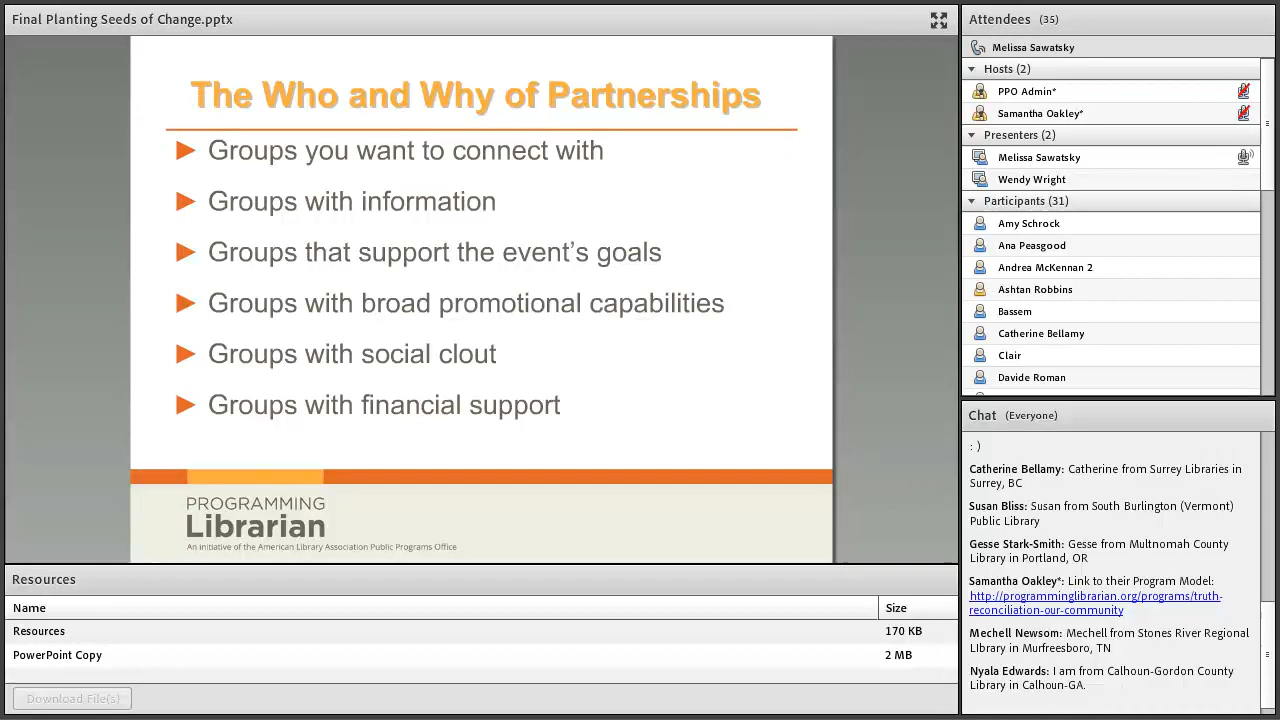 Final Planting Seeds of Change.pptx
The Who and Why of Partnerships
Groups you want to connect with
Groups with information
Groups that support the event's goals
Groups with broad promotional capabilities
Groups with social clout
Groups with financial support
PROGRAMMING
Librarian
An initiative of the American Library Association Public Programs Office
Resources
Name Size
Resources 170 KB
PowerPoint Copy 2 MB
Download File(s)
Attendees (35)
Melissa Sawatsky
Hosts (2)
PPO Admin*
Samantha Oakley*
Presenters (2)
Melissa Sawatsky
Wendy Wright
Participants (31)
Amy Schrock
Ana Peasgood
Andrea McKennan 2
Ashtan Robbins
Bassem
Catherine Bellamy
Clair
Davide Roman
Chat (Everyone)
: )
Catherine Bellamy: Catherine from Surrey Libraries in
Surrey, BC
Susan Bliss: Susan from South Burlington (Vermont)
Public Library
Gesse Stark-Smith: Gesse from Multnomah County
Library in Portland, OR
Samantha Oakley*: Link to their Program Model:
http://programminglibrarian.org/programs/truth-
reconciliation-our-community
Mechell Newsom: Mechell from Stones River Regional
Library in Murfreesboro, TN
Nyala Edwards: I am from Calhoun-Gordon County
Library in Calhoun-GA.